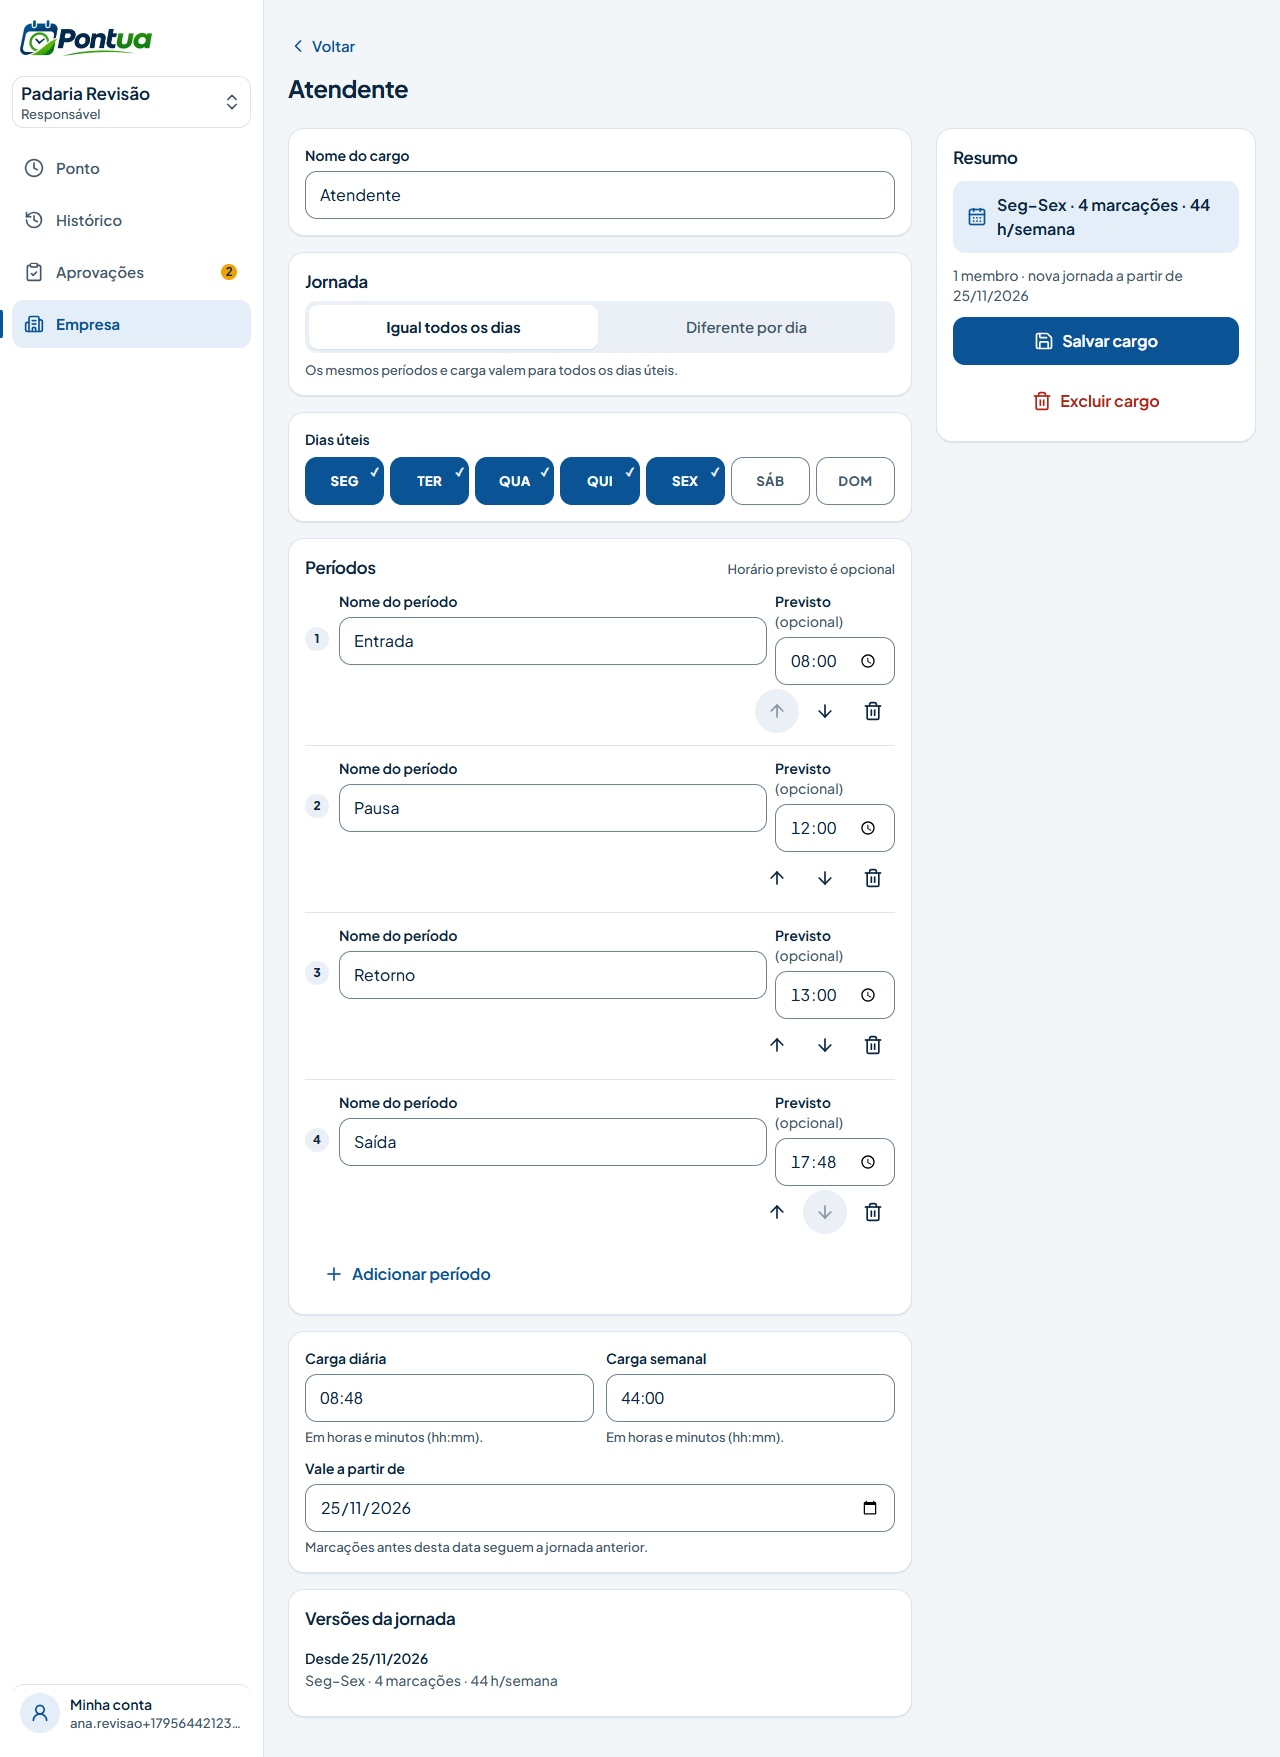 Pontua
Padaria Revisão
Responsável
Ponto
Histórico
Aprovações
2
Empresa
Minha conta
ana.revisao+17956442123…
Voltar
Atendente
Nome do cargo
Atendente
Jornada
Igual todos os dias
Diferente por dia
Os mesmos períodos e carga valem para todos os dias úteis.
Dias úteis
SEG
TER
QUA
QUI
SEX
SÁB
DOM
Períodos
Horário previsto é opcional
Nome do período
Previsto
(opcional)
1
Entrada
08:00
Nome do período
Previsto
(opcional)
2
Pausa
12:00
Nome do período
Previsto
(opcional)
3
Retorno
13:00
Nome do período
Previsto
(opcional)
4
Saída
17:48
Adicionar período
Carga diária
Carga semanal
08:48
44:00
Em horas e minutos (hh:mm).
Em horas e minutos (hh:mm).
Vale a partir de
25/11/2026
Marcações antes desta data seguem a jornada anterior.
Versões da jornada
Desde 25/11/2026
Seg–Sex · 4 marcações · 44 h/semana
Resumo
Seg–Sex · 4 marcações · 44
h/semana
1 membro · nova jornada a partir de
25/11/2026
Salvar cargo
Excluir cargo